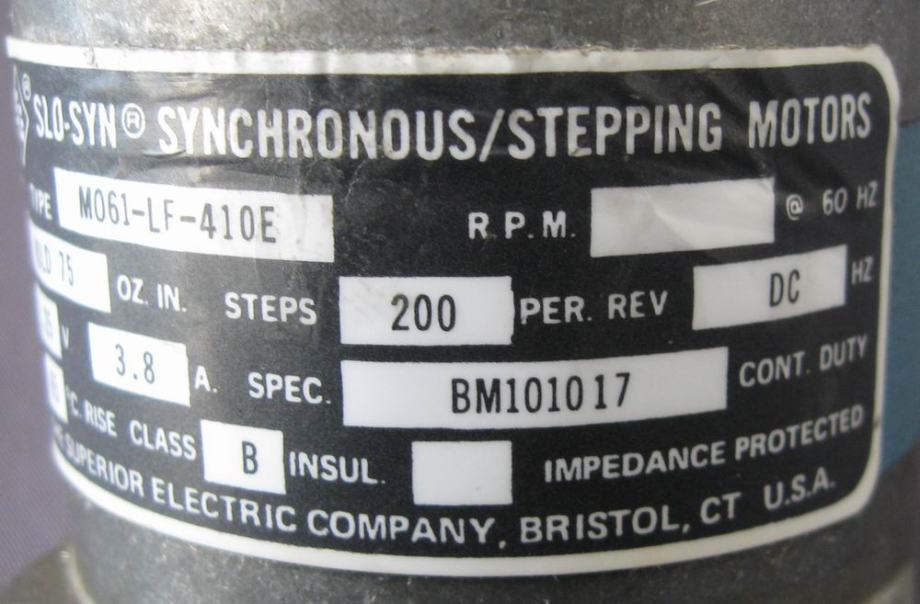 ® SLO-SYN® SYNCHRONOUS/STEPPING MOTORS
TYPE M061-LF-410E R.P.M. @ 60 HZ
75 OZ. IN. STEPS 200 PER. REV DC HZ
V. 3.8 A. SPEC. BM101017 CONT. DUTY
°C. RISE CLASS B INSUL. IMPEDANCE PROTECTED
SUPERIOR ELECTRIC COMPANY, BRISTOL, CT U.S.A.